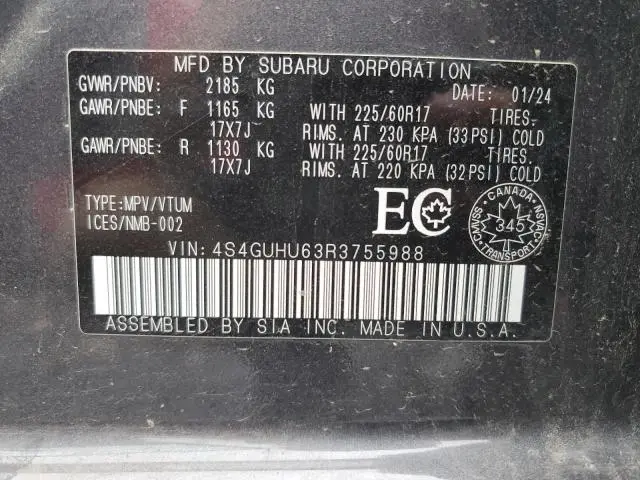 MFD BY SUBARU CORPORATION
GVWR/PNBV: 2185 KG DATE: 01/24
GAWR/PNBE: F 1165 KG WITH 225/60R17 TIRES.
17X7J RIMS. AT 230 KPA (33PSI) COLD
GAWR/PNBE: R 1130 KG WITH 225/60R17 TIRES.
17X7J RIMS. AT 220 KPA (32PSI) COLD
TYPE:MPV/VTUM
ICES/NMB-002
EC
CANADA
CMVSS NSVAC
345
TRANSPORT
VIN: 4S4GUHU63R3755988
ASSEMBLED BY SIA INC. MADE IN U.S.A.